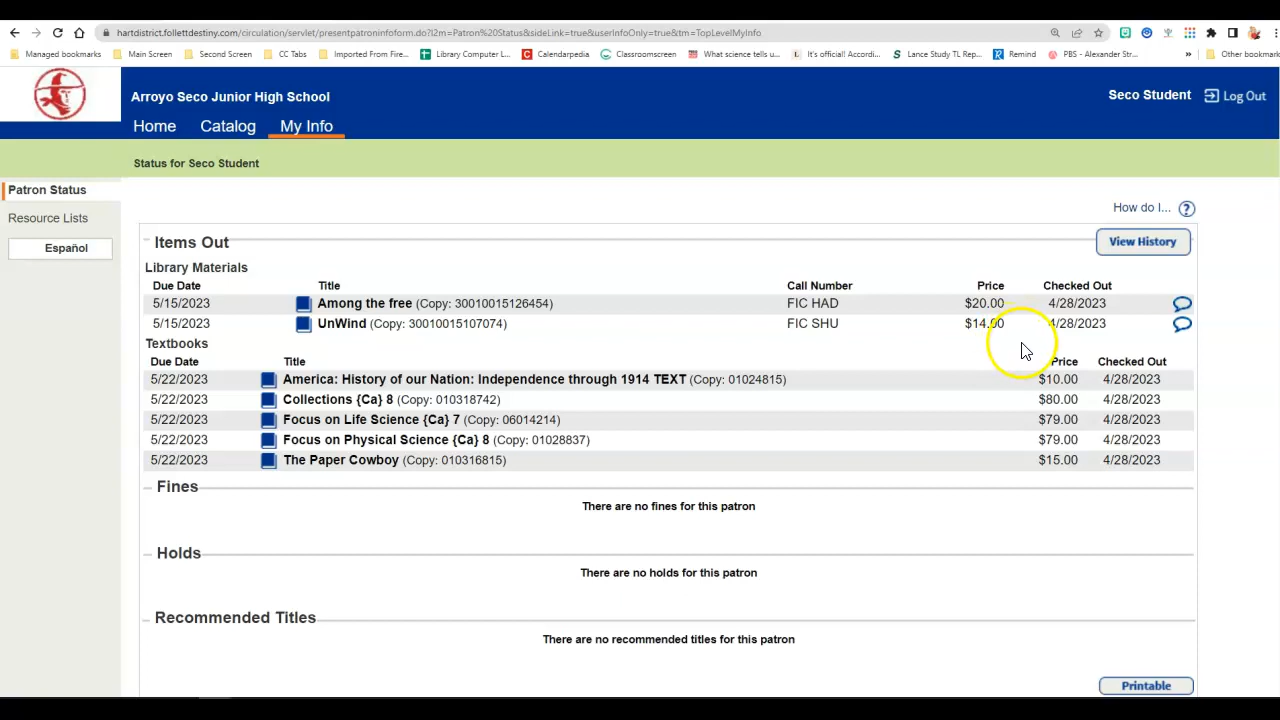 hartdistrict.follettdestiny.com/circulation/servlet/presentpatroninform.do?l2m=Patron%20Status&sideLink=true&userInfoOnly=true&tm=TopLevelMyInfo
Managed bookmarks Main Screen Second Screen CC Tabs Imported From Fire... Library Computer L... Calendarpedia Classroomscreen What science tells u... It's official! Accordi... Lance Study TL Rep... Remind PBS - Alexander Str... » Other bookmarks
Arroyo Seco Junior High School
Seco Student Log Out
Home Catalog My Info
Status for Seco Student
Patron Status
Resource Lists
Español
How do I... ?
Items Out
View History
Library Materials
Due Date Title Call Number Price Checked Out
5/15/2023 Among the free (Copy: 30010015126454) FIC HAD $20.00 4/28/2023
5/15/2023 UnWind (Copy: 30010015107074) FIC SHU $14.00 4/28/2023
Textbooks
Due Date Title Price Checked Out
5/22/2023 America: History of our Nation: Independence through 1914 TEXT (Copy: 01024815) $10.00 4/28/2023
5/22/2023 Collections {Ca} 8 (Copy: 010318742) $80.00 4/28/2023
5/22/2023 Focus on Life Science {Ca} 7 (Copy: 06014214) $79.00 4/28/2023
5/22/2023 Focus on Physical Science {Ca} 8 (Copy: 01028837) $79.00 4/28/2023
5/22/2023 The Paper Cowboy (Copy: 010316815) $15.00 4/28/2023
Fines
There are no fines for this patron
Holds
There are no holds for this patron
Recommended Titles
There are no recommended titles for this patron
Printable